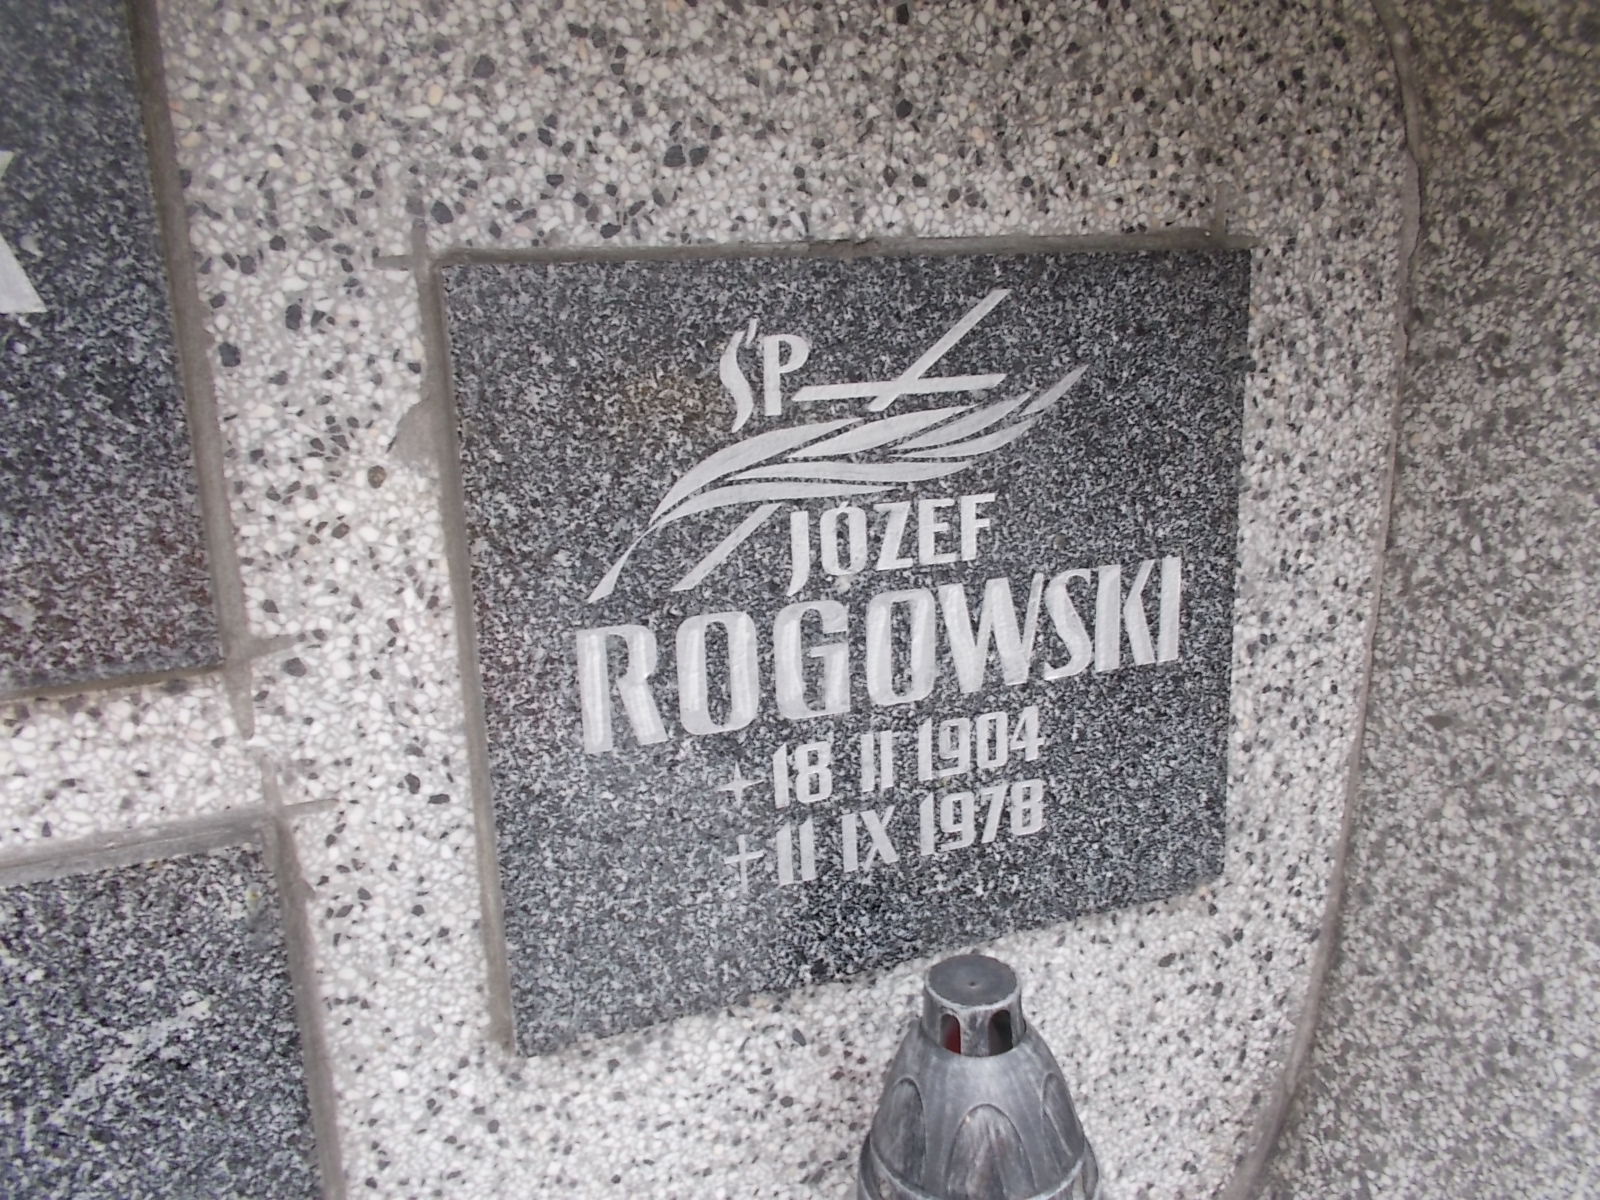 ŚP
JÓZEF
ROGOWSKI
+ 18 II 1904
+ 11 IX 1978